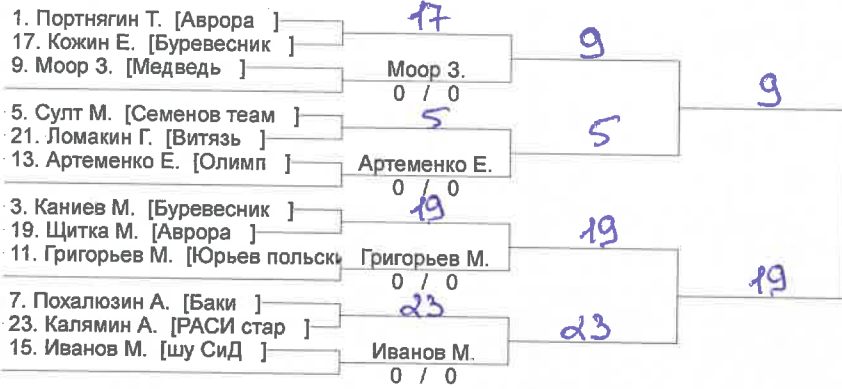 1. Портнягин Т. [Аврора ]
17
17. Кожин Е. [Буревесник ]
9
9. Моор З. [Медведь ]
Моор З.
0 / 0
9
5. Султ М. [Семенов теам ]
5
21. Ломакин Г. [Витязь ]
5
13. Артеменко Е. [Олимп ]
Артеменко Е.
0 / 0
3. Каниев М. [Буревесник ]
19
19. Щитка М. [Аврора ]
19
11. Григорьев М. [Юрьев польски
Григорьев М.
0 / 0
19
7. Похалюзин А. [Баки ]
23
23. Калямин А. [РАСИ стар ]
23
15. Иванов М. [шу СиД ]
Иванов М.
0 / 0